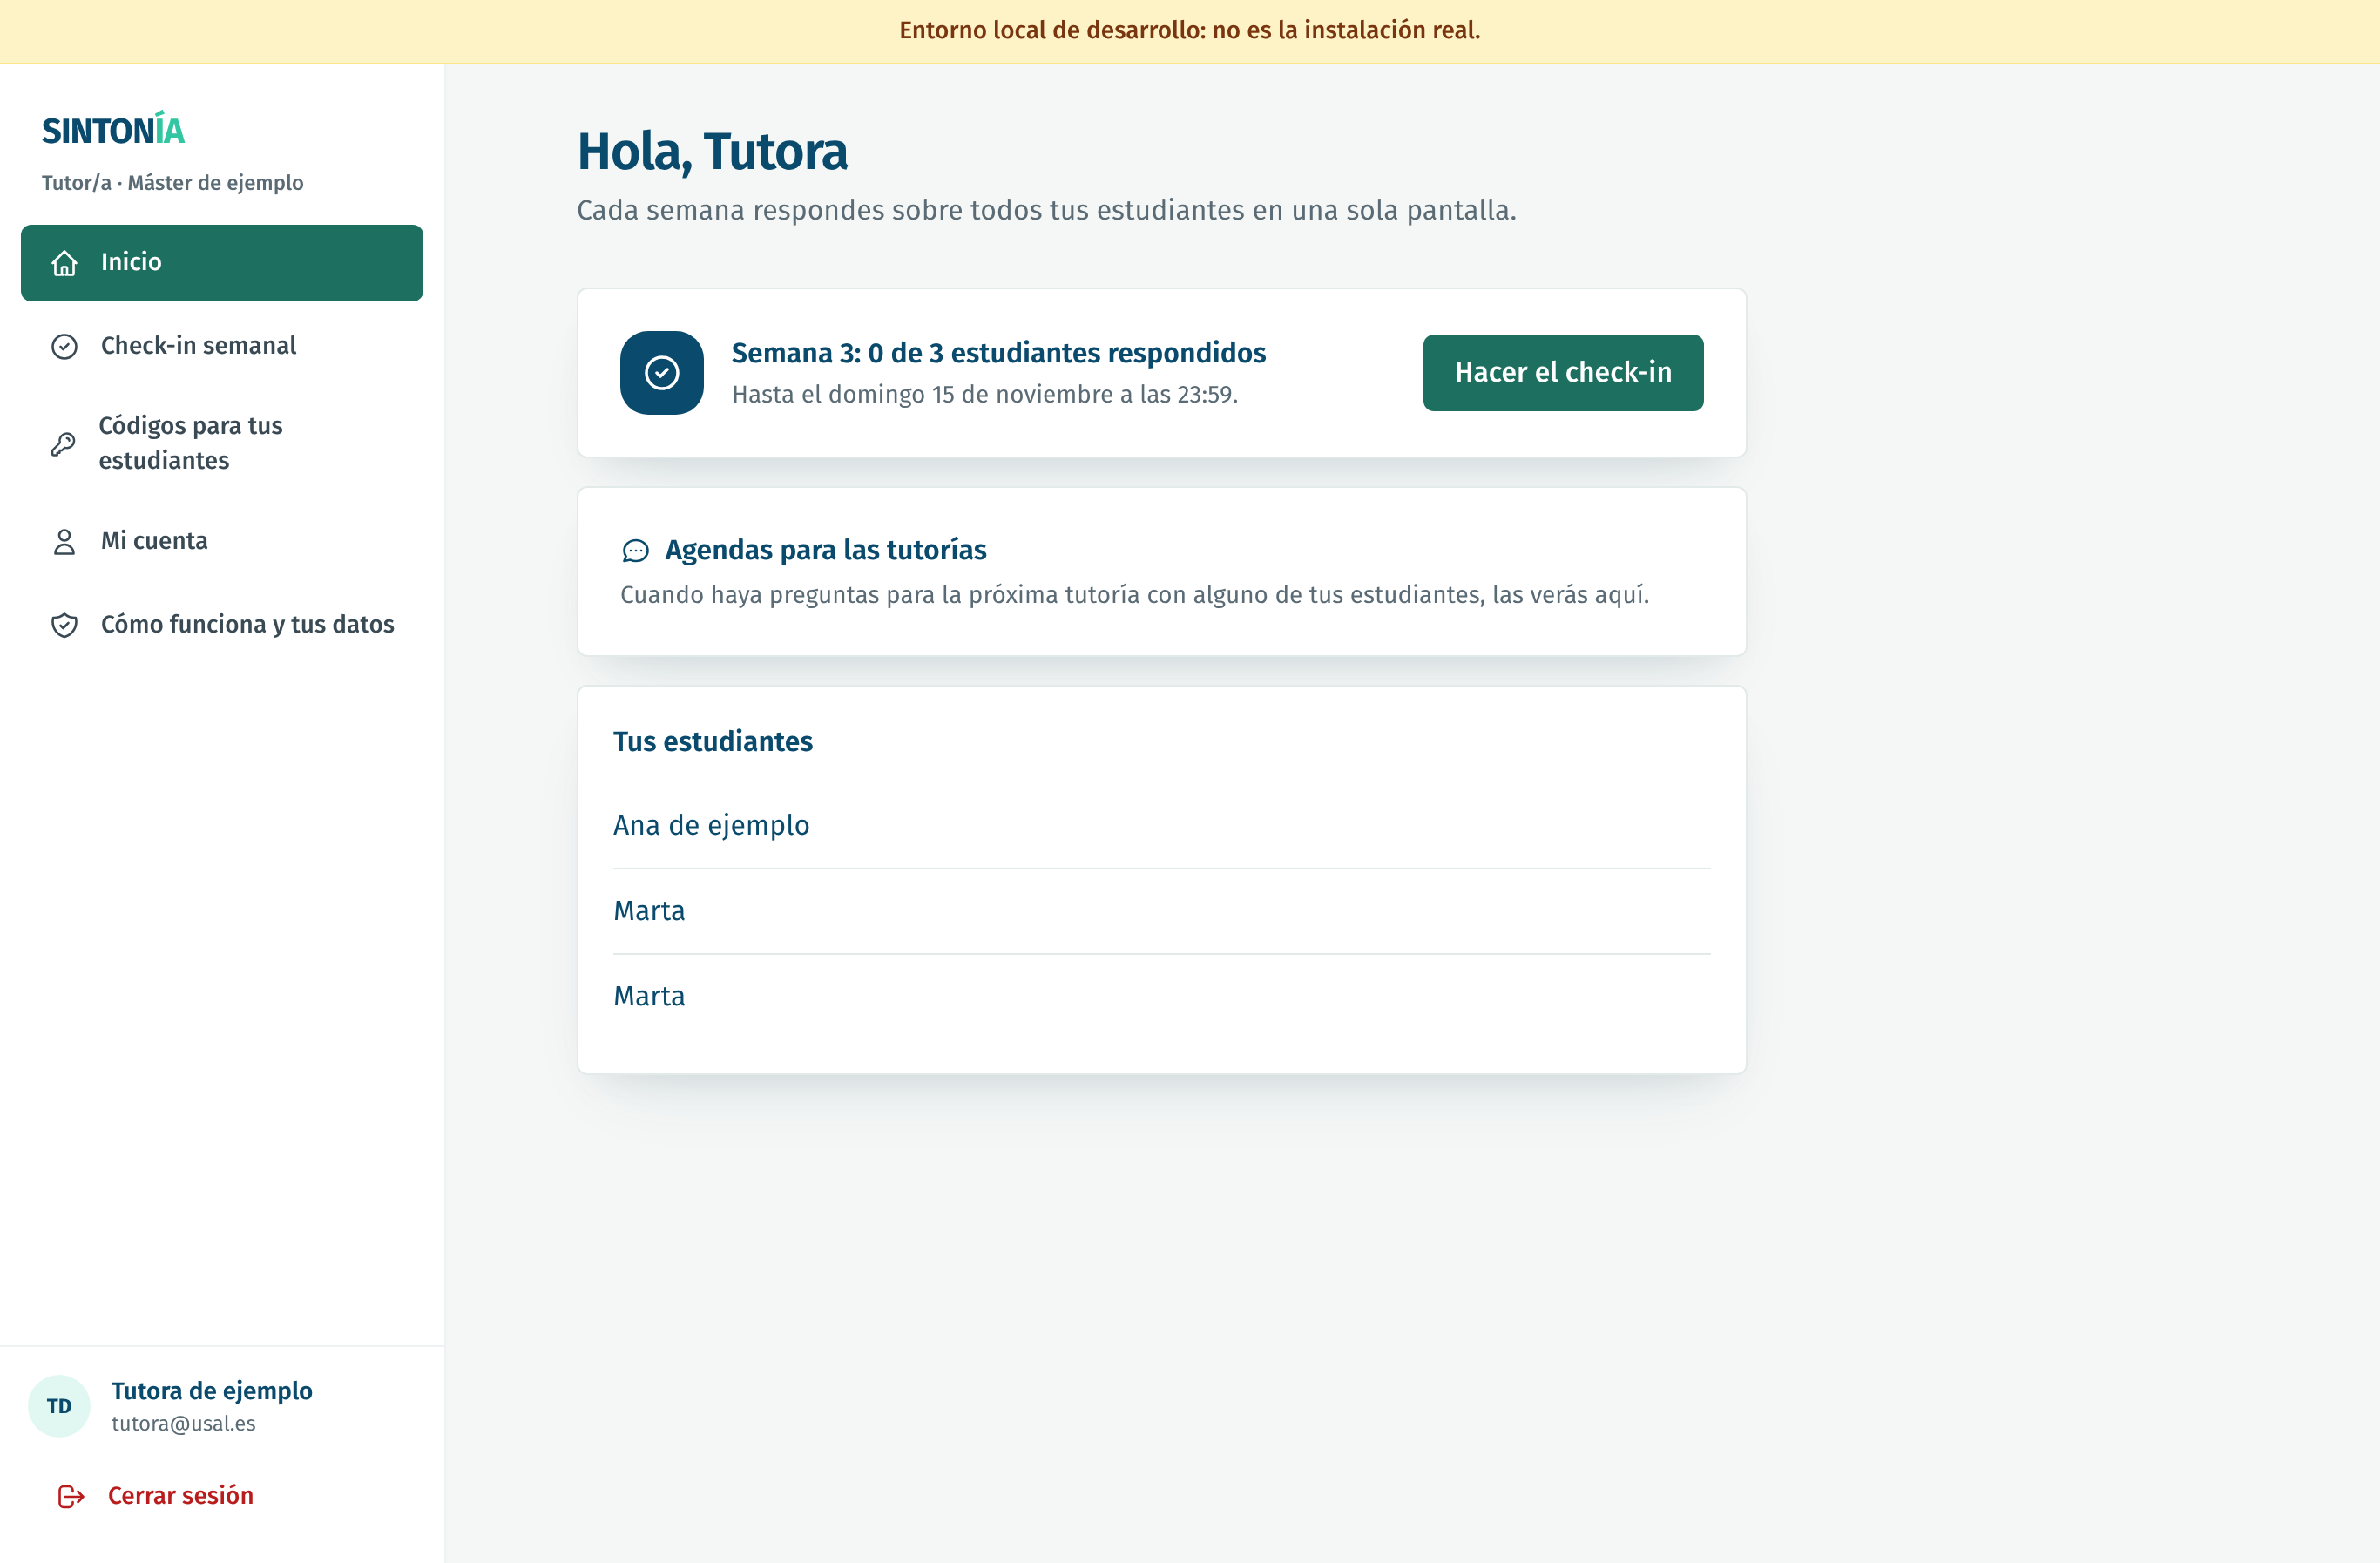 Entorno local de desarrollo: no es la instalación real.
SINTONÍA
Tutor/a · Máster de ejemplo
Inicio
Check-in semanal
Códigos para tus
estudiantes
Mi cuenta
Cómo funciona y tus datos
Hola, Tutora
Cada semana respondes sobre todos tus estudiantes en una sola pantalla.
Semana 3: 0 de 3 estudiantes respondidos
Hasta el domingo 15 de noviembre a las 23:59.
Hacer el check-in
Agendas para las tutorías
Cuando haya preguntas para la próxima tutoría con alguno de tus estudiantes, las verás aquí.
Tus estudiantes
Ana de ejemplo
Marta
Marta
TD
Tutora de ejemplo
tutora@usal.es
Cerrar sesión